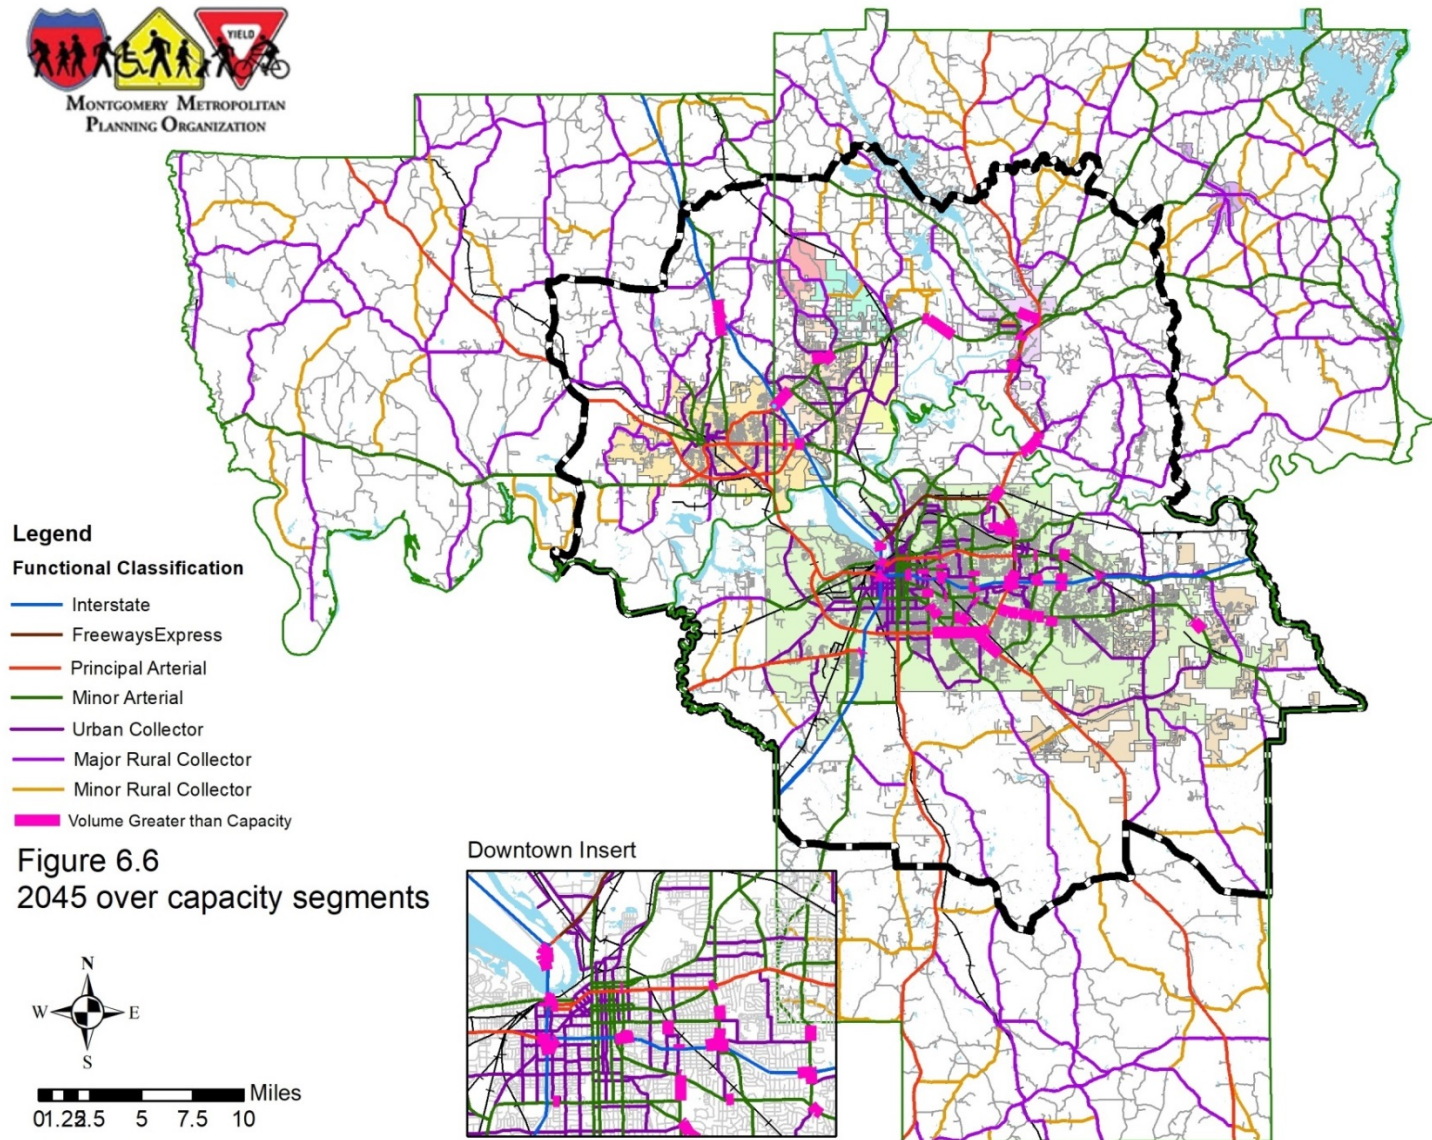 YIELD
MONTGOMERY METROPOLITAN
PLANNING ORGANIZATION
Legend
Functional Classification
Interstate
FreewaysExpress
Principal Arterial
Minor Arterial
Urban Collector
Major Rural Collector
Minor Rural Collector
Volume Greater than Capacity
Figure 6.6
2045 over capacity segments
Downtown Insert
N
W E
S
Miles
0 1.25 2.5 5 7.5 10